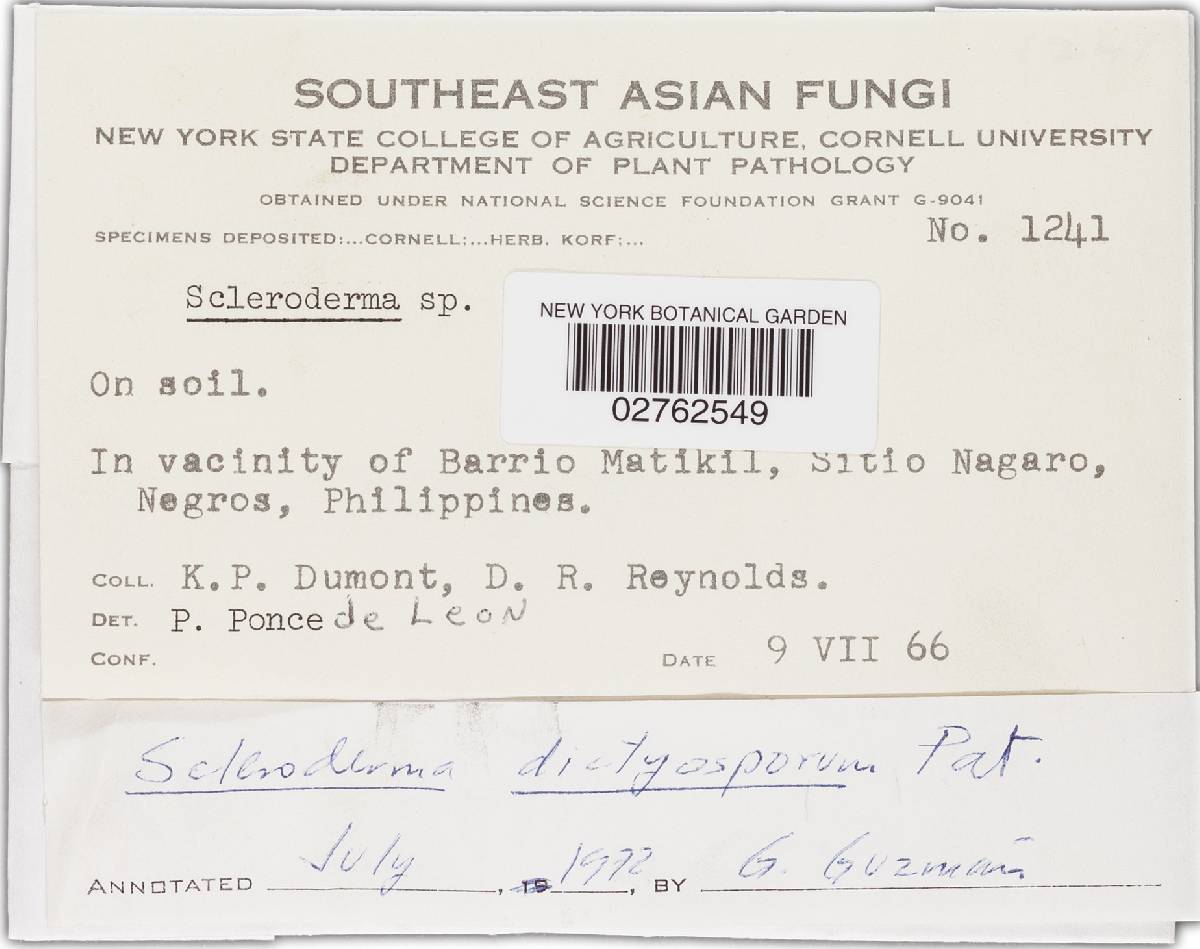 SOUTHEAST ASIAN FUNGI
NEW YORK STATE COLLEGE OF AGRICULTURE, CORNELL UNIVERSITY
DEPARTMENT OF PLANT PATHOLOGY
OBTAINED UNDER NATIONAL SCIENCE FOUNDATION GRANT G-9041
SPECIMENS DEPOSITED:...CORNELL;...HERB. KORF;...
No. 1241
Scleroderma sp.
NEW YORK BOTANICAL GARDEN
02762549
On soil.
In vacinity of Barrio Matikil, Sitio Nagaro,
Negros, Philippines.
COLL. K.P. Dumont, D. R. Reynolds.
DET. P. Ponce de Leon
CONF.
DATE 9 VII 66
Scleroderma dictyosporum Pat.
ANNOTATED July, 1972, BY G. Guzmán